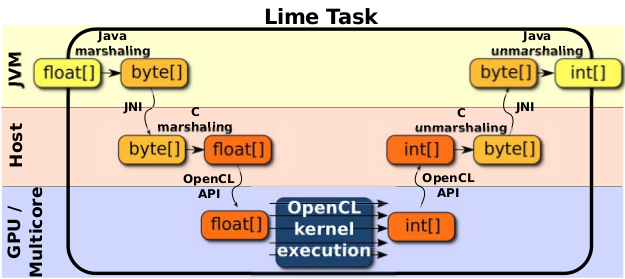 Lime Task
JVM
Java
marshaling
float[]
byte[]
Java
unmarshaling
byte[]
int[]
JNI
JNI
Host
C
marshaling
byte[]
float[]
C
unmarshaling
int[]
byte[]
OpenCL
API
OpenCL
API
GPU /
Multicore
float[]
OpenCL
kernel
execution
int[]